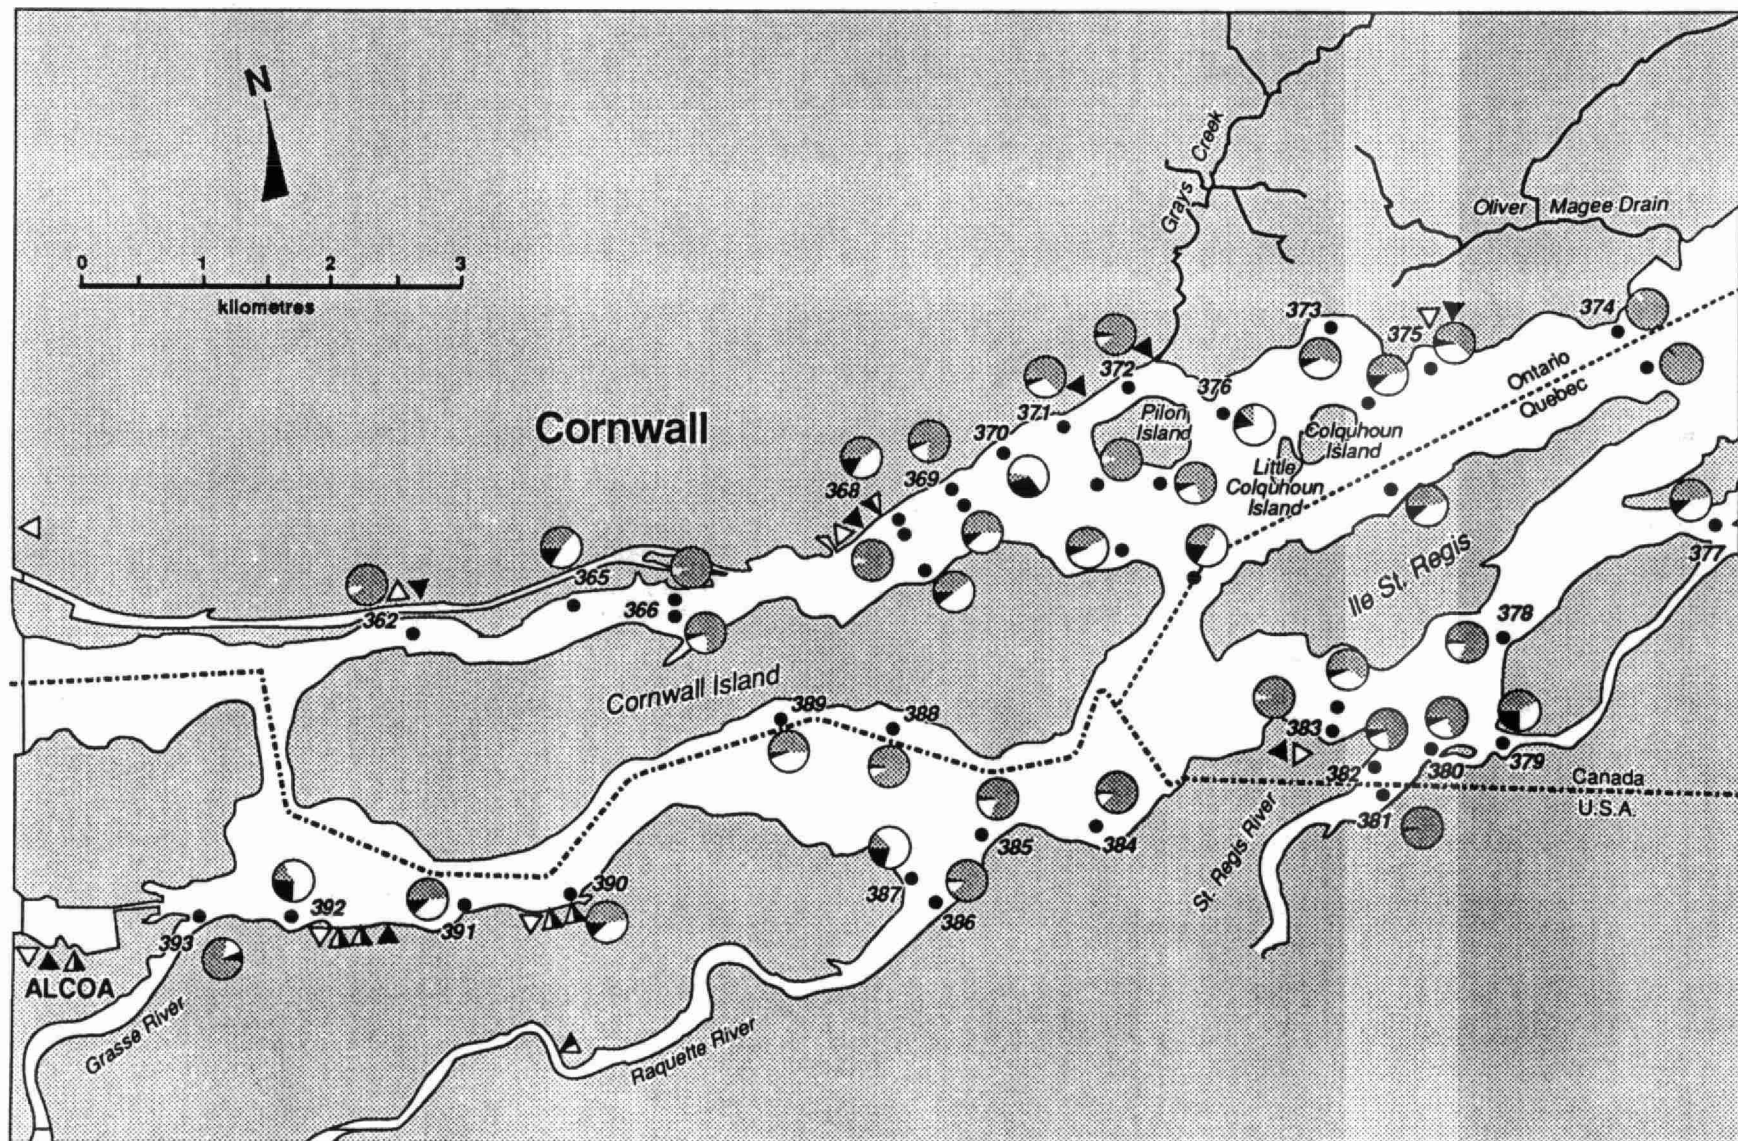 N
0 1 2 3
kilometres
Grays Creek
Oliver Magee Drain
Cornwall
373
375
374
372
376
371
370
369
368
Pilon
Island
Colquhoun
Island
Little
Colquhoun
Island
Ontario
Quebec
365
366
362
377
378
Ile St. Regis
Cornwall Island
389
388
383
382
380
379
Canada
U.S.A.
381
385
384
St. Regis River
387
386
390
391
392
393
ALCOA
Grasse River
Raquette River